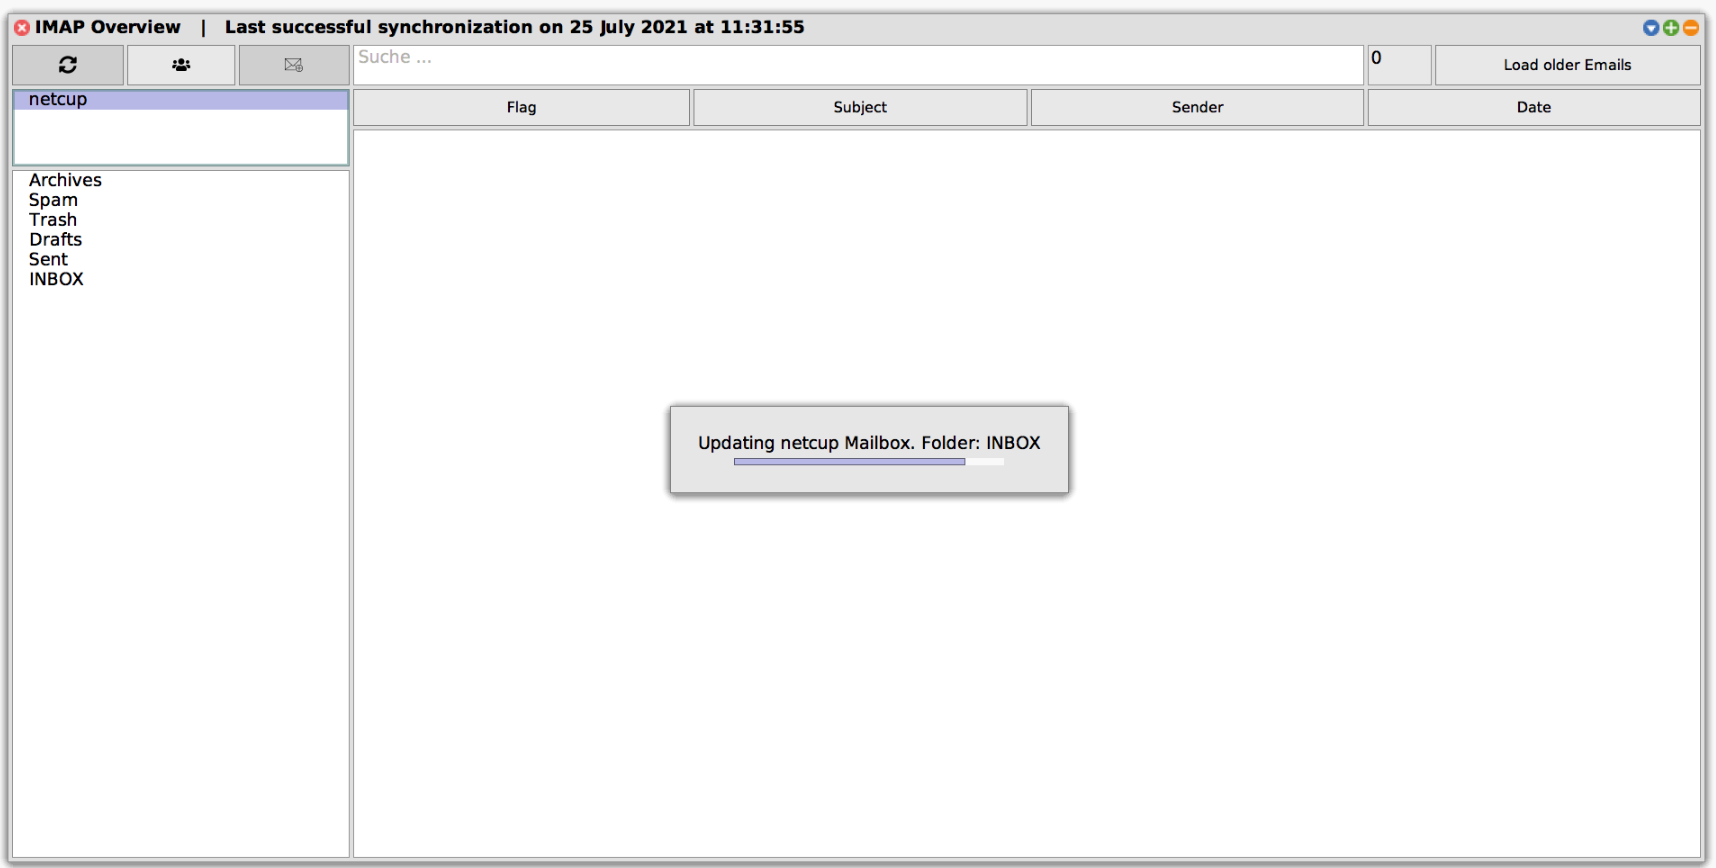 IMAP Overview | Last successful synchronization on 25 July 2021 at 11:31:55
Suche ...
0
Load older Emails
netcup
Flag
Subject
Sender
Date
Archives
Spam
Trash
Drafts
Sent
INBOX
Updating netcup Mailbox. Folder: INBOX